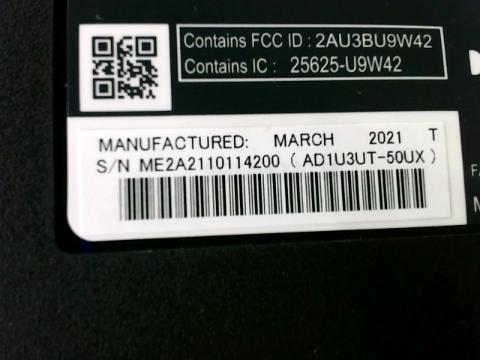 Contains FCC ID : 2AU3BU9W42
Contains IC : 25625-U9W42
MANUFACTURED: MARCH 2021 T
S/N ME2A2110114200 ( AD1U3UT-50UX )